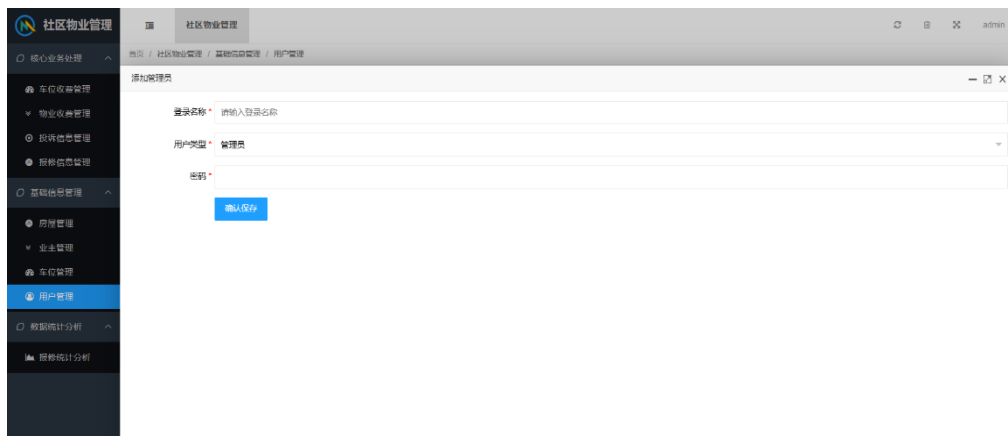 社区物业管理
社区物业管理
admin
首页 / 社区物业管理 / 基础信息管理 / 用户管理
核心业务处理
车位收费管理
物业收费管理
投诉信息管理
报修信息管理
基础信息管理
房屋管理
业主管理
车位管理
用户管理
数据统计分析
报修统计分析
添加管理员
登录名称 * 请输入登录名称
用户类型 * 管理员
密码 *
确认保存